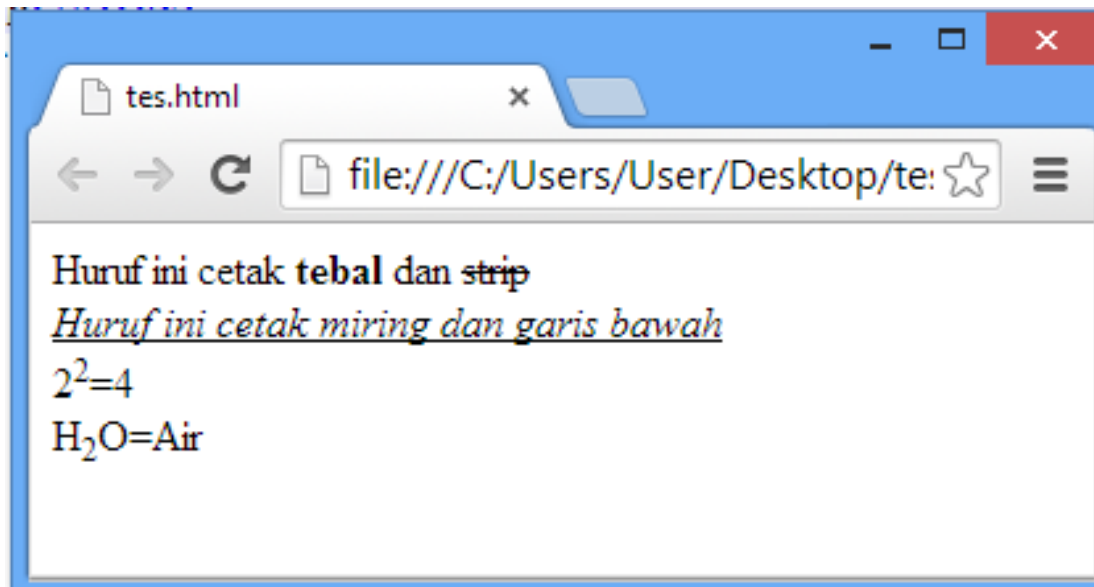 tes.html
file:///C:/Users/User/Desktop/tes
Huruf ini cetak tebal dan strip
Huruf ini cetak miring dan garis bawah
2²=4
H₂O=Air